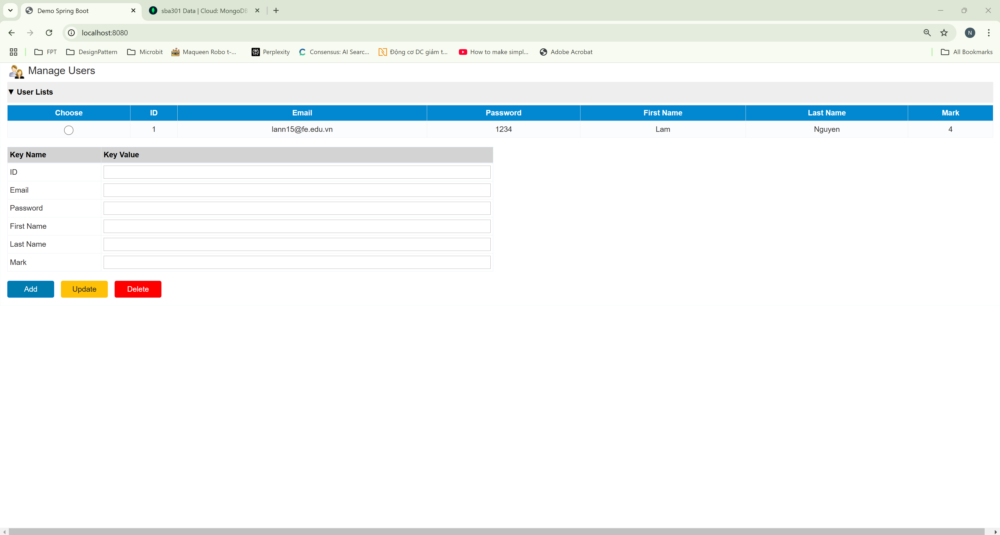 Demo Spring Boot
sba301 Data | Cloud: MongoDB
localhost:8080
N
FPT
DesignPattern
Microbit
Maqueen Robo t-...
Perplexity
Consensus: AI Searc...
Động cơ DC giảm t...
How to make simpl...
Adobe Acrobat
All Bookmarks
Manage Users
▼ User Lists
Choose ID Email Password First Name Last Name Mark
1 lann15@fe.edu.vn 1234 Lam Nguyen 4
Key Name Key Value
ID
Email
Password
First Name
Last Name
Mark
Add Update Delete